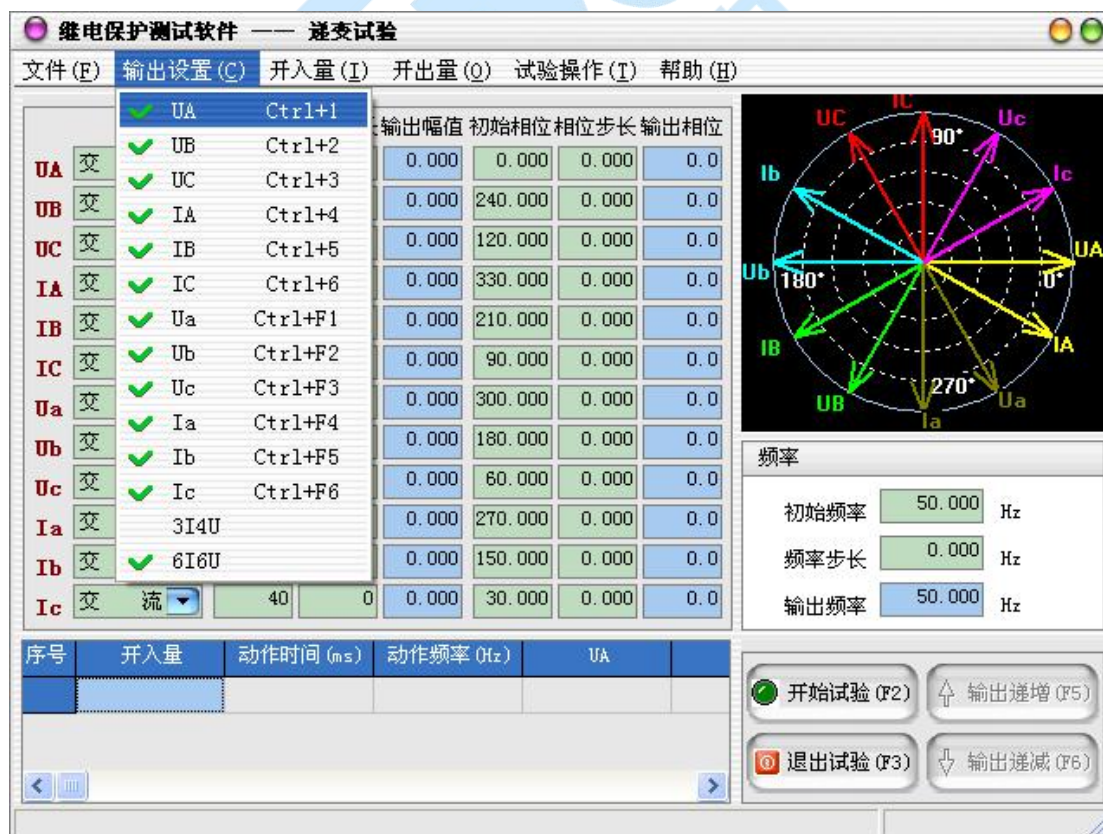 继电保护测试软件 —— 递变试验
文件(F) 输出设置(C) 开入量(I) 开出量(O) 试验操作(T) 帮助(H)
UA Ctrl+1
UB Ctrl+2
UC Ctrl+3
IA Ctrl+4
IB Ctrl+5
IC Ctrl+6
Ua Ctrl+F1
Ub Ctrl+F2
Uc Ctrl+F3
Ia Ctrl+F4
Ib Ctrl+F5
Ic Ctrl+F6
3I4U
6I6U
输出幅值 初始相位 相位步长 输出相位
UA 交 0.000 0.000 0.000 0.0
UB 交 0.000 240.000 0.000 0.0
UC 交 0.000 120.000 0.000 0.0
IA 交 0.000 330.000 0.000 0.0
IB 交 0.000 210.000 0.000 0.0
IC 交 0.000 90.000 0.000 0.0
Ua 交 0.000 300.000 0.000 0.0
Ub 交 0.000 180.000 0.000 0.0
Uc 交 0.000 60.000 0.000 0.0
Ia 交 0.000 270.000 0.000 0.0
Ib 交 0.000 150.000 0.000 0.0
Ic 交 流 40 0 0.000 30.000 0.000 0.0
IC
UC Uc
90°
Ib Ic
UA
Ub 180° 0°
IB IA
270°
UB Ua
Ia
频率
初始频率 50.000 Hz
频率步长 0.000 Hz
输出频率 50.000 Hz
序号 开入量 动作时间(ms) 动作频率(Hz) UA
开始试验(F2) 输出递增(F5)
退出试验(F3) 输出递减(F6)